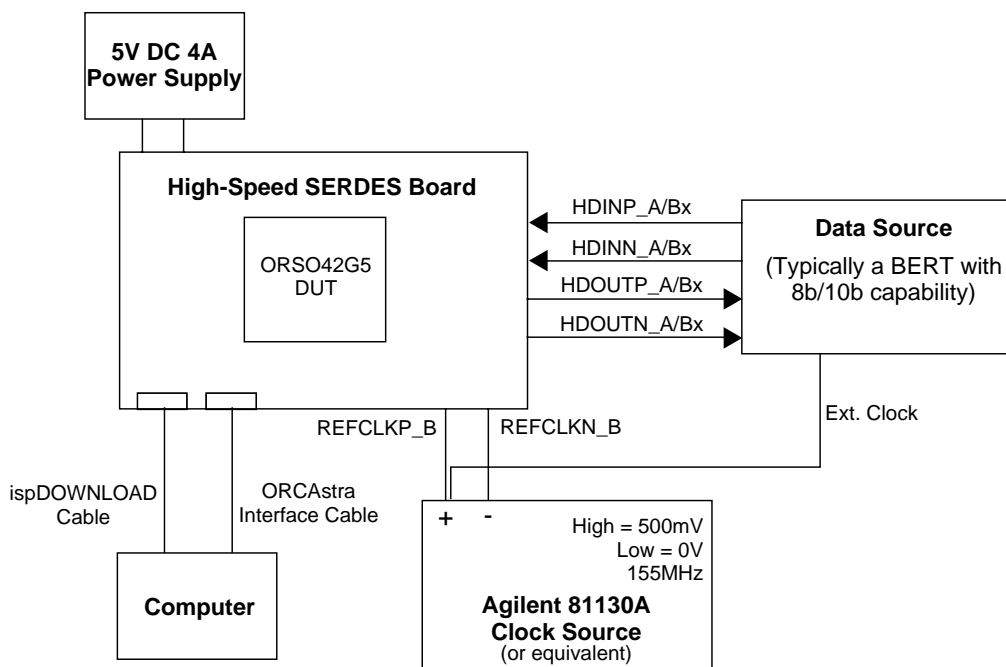 5V DC 4A
Power Supply
High-Speed SERDES Board
ORSO42G5
DUT
HDINP_A/Bx
HDINN_A/Bx
HDOUTP_A/Bx
HDOUTN_A/Bx
Data Source
(Typically a BERT with
8b/10b capability)
REFCLKP_B
REFCLKN_B
Ext. Clock
ispDOWNLOAD
Cable
ORCAstra
Interface Cable
Computer
+ -
High = 500mV
Low = 0V
155MHz
Agilent 81130A
Clock Source
(or equivalent)